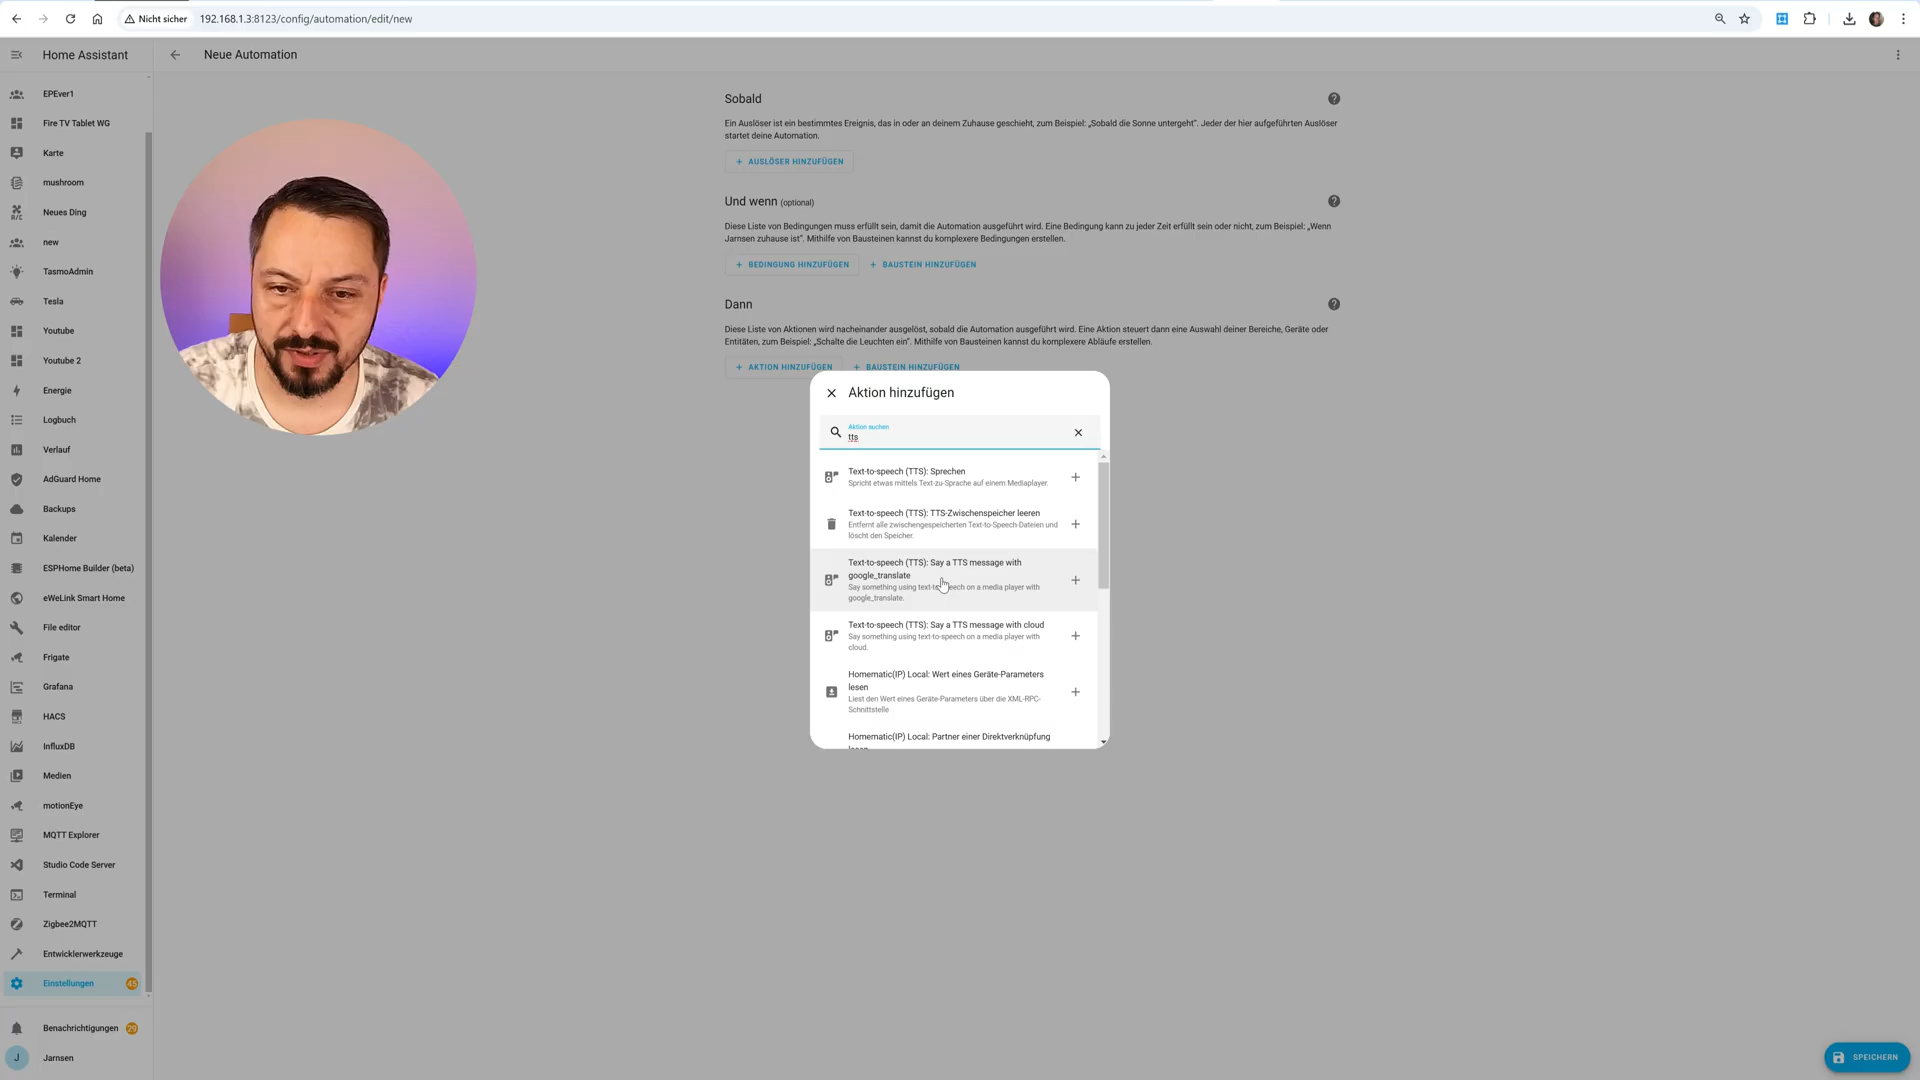 Nicht sicher
192.168.1.3:8123/config/automation/edit/new
Home Assistant
Neue Automation
EPEver1
Fire TV Tablet WG
Karte
mushroom
Neues Ding
new
TasmoAdmin
Tesla
Youtube
Youtube 2
Energie
Logbuch
Verlauf
AdGuard Home
Backups
Kalender
ESPHome Builder (beta)
eWeLink Smart Home
File editor
Frigate
Grafana
HACS
InfluxDB
Medien
motionEye
MQTT Explorer
Studio Code Server
Terminal
Zigbee2MQTT
Entwicklerwerkzeuge
Einstellungen 45
Benachrichtigungen 29
J Jarnsen
Sobald
Ein Auslöser ist ein bestimmtes Ereignis, das in oder an deinem Zuhause geschieht, zum Beispiel: „Sobald die Sonne untergeht“. Jeder der hier aufgeführten Auslöser
startet deine Automation.
+ AUSLÖSER HINZUFÜGEN
Und wenn (optional)
Diese Liste von Bedingungen muss erfüllt sein, damit die Automation ausgeführt wird. Eine Bedingung kann zu jeder Zeit erfüllt sein oder nicht, zum Beispiel: „Wenn
Jarnsen zuhause ist“. Mithilfe von Bausteinen kannst du komplexere Bedingungen erstellen.
+ BEDINGUNG HINZUFÜGEN + BAUSTEIN HINZUFÜGEN
Dann
Diese Liste von Aktionen wird nacheinander ausgelöst, sobald die Automation ausgeführt wird. Eine Aktion steuert dann eine Auswahl deiner Bereiche, Geräte oder
Entitäten, zum Beispiel: „Schalte die Leuchten ein“. Mithilfe von Bausteinen kannst du komplexere Abläufe erstellen.
+ AKTION HINZUFÜGEN + BAUSTEIN HINZUFÜGEN
Aktion hinzufügen
Aktion suchen
tts
Text-to-speech (TTS): Sprechen
Spricht etwas mittels Text-zu-Sprache auf einem Mediaplayer.
Text-to-speech (TTS): TTS-Zwischenspeicher leeren
Entfernt alle zwischengespeicherten Text-to-Speech-Dateien und
löscht den Speicher.
Text-to-speech (TTS): Say a TTS message with
google_translate
Say something using text-to-speech on a media player with
google_translate.
Text-to-speech (TTS): Say a TTS message with cloud
Say something using text-to-speech on a media player with
cloud.
Homematic(IP) Local: Wert eines Geräte-Parameters
lesen
Liest den Wert eines Geräte-Parameters über die XML-RPC-
Schnittstelle
Homematic(IP) Local: Partner einer Direktverknüpfung
lesen
SPEICHERN